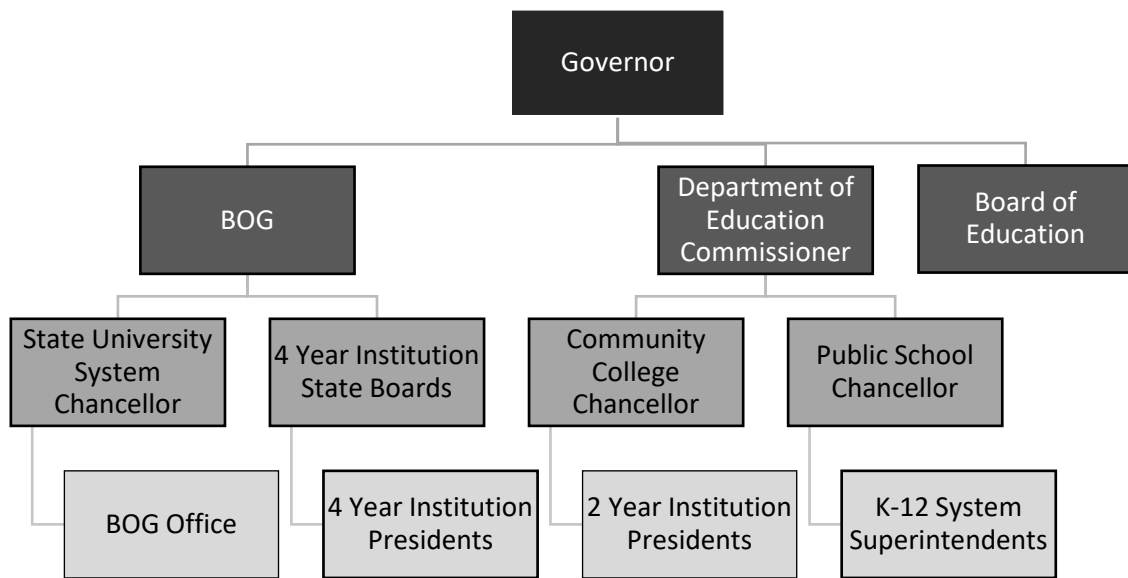 Governor
BOG
Department of
Education
Commissioner
Board of
Education
State University
System
Chancellor
4 Year Institution
State Boards
Community
College
Chancellor
Public School
Chancellor
BOG Office
4 Year Institution
Presidents
2 Year Institution
Presidents
K-12 System
Superintendents